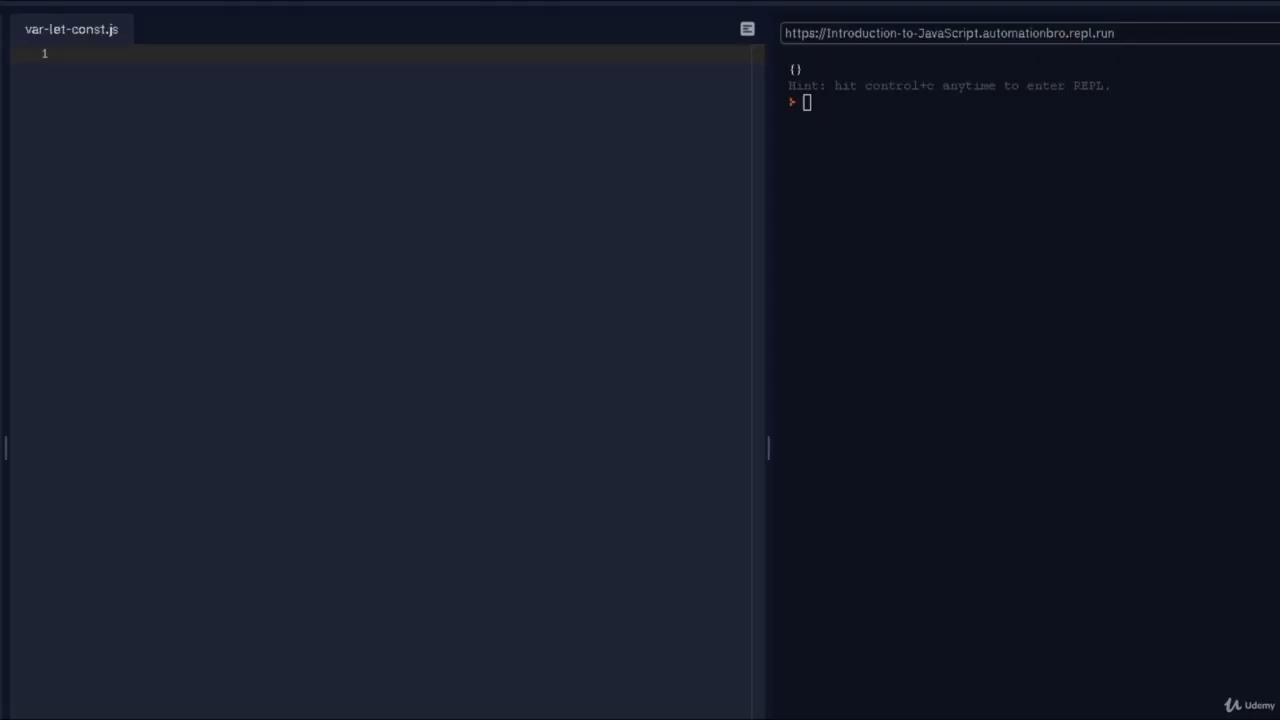 var-let-const.js
1
https://Introduction-to-JavaScript.automationbro.repl.run
{}
Hint: hit control+c anytime to enter REPL.
Udemy